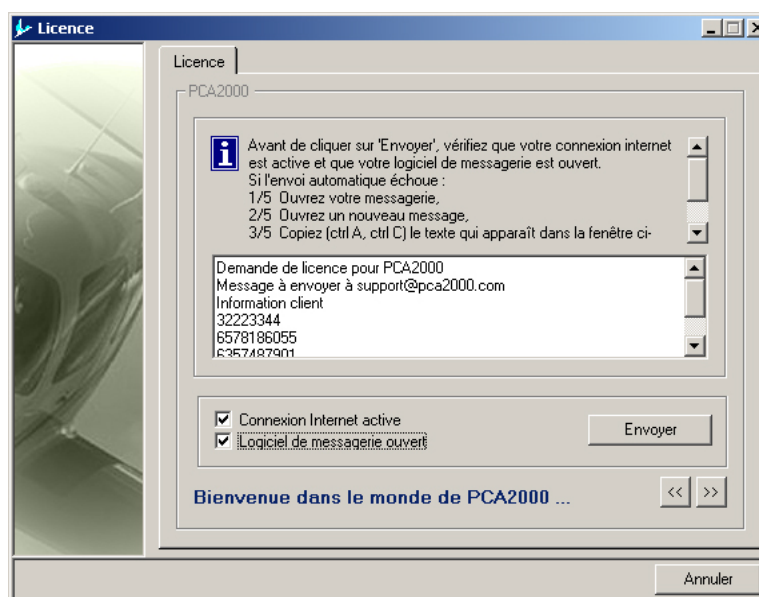 Licence
Licence
PCA2000
Avant de cliquer sur 'Envoyer', vérifiez que votre connexion internet
est active et que votre logiciel de messagerie est ouvert.
Si l'envoi automatique échoue :
1/5 Ouvrez votre messagerie,
2/5 Ouvrez un nouveau message,
3/5 Copiez (ctrl A, ctrl C) le texte qui apparaît dans la fenêtre ci-
Demande de licence pour PCA2000
Message à envoyer à support@pca2000.com
Information client
32223344
6578186055
6357487901
Connexion Internet active
Logiciel de messagerie ouvert
Envoyer
Bienvenue dans le monde de PCA2000 ...
<< >>
Annuler